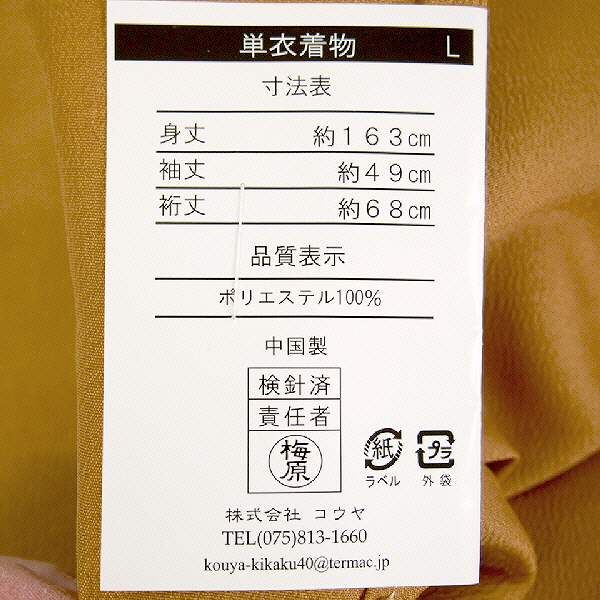 単衣着物 L
寸法表
身丈 約163cm
袖丈 約49cm
裄丈 約68cm
品質表示
ポリエステル100%
中国製
検針済
責任者
梅原
紙 プラ
ラベル 外袋
株式会社 コウヤ
TEL(075)813-1660
kouya-kikaku40@termac.jp